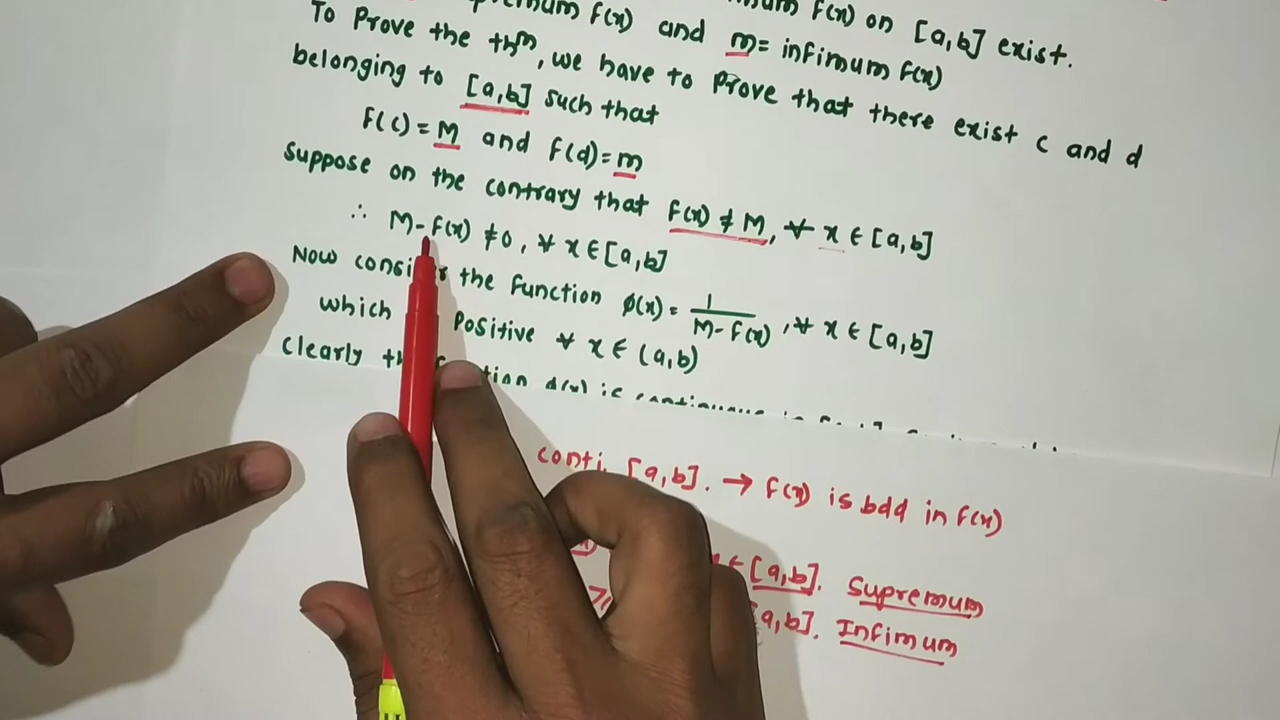 f(x) on [a,b] exist.
f(x) and m = infimum f(x)
To Prove the thm, we have to Prove that there exist c and d
belonging to [a,b] such that
f(c) = M and f(d) = m
Suppose on the contrary that f(x) ≠ M, ∀ x ∈ [a,b]
∴ M - f(x) ≠ 0, ∀ x ∈ [a,b]
Now the function φ(x) = 1/(M - f(x)), ∀ x ∈ [a,b]
which Positive ∀ x ∈ (a,b)
clearly
conti. [a,b]. → f(x) is bdd in f(x)
∈ [a,b]. Supremum
[a,b]. Infimum